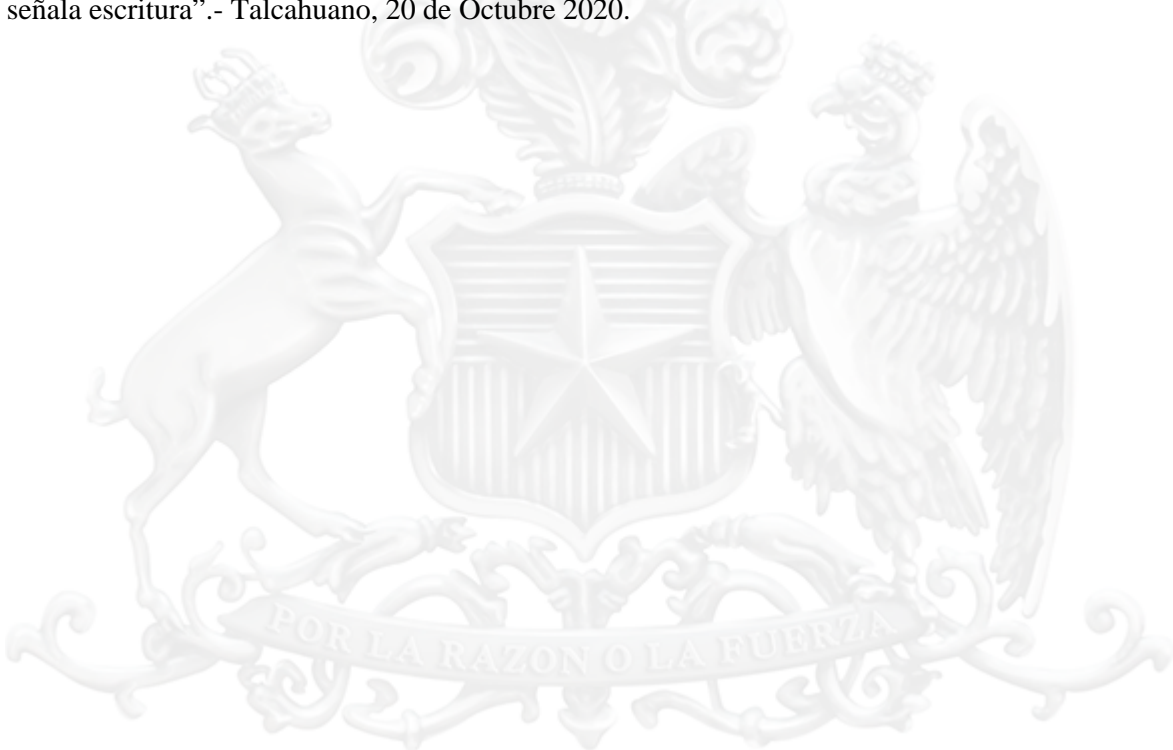 señala escritura”.- Talcahuano, 20 de Octubre 2020.
POR LA RAZON O LA FUERZA